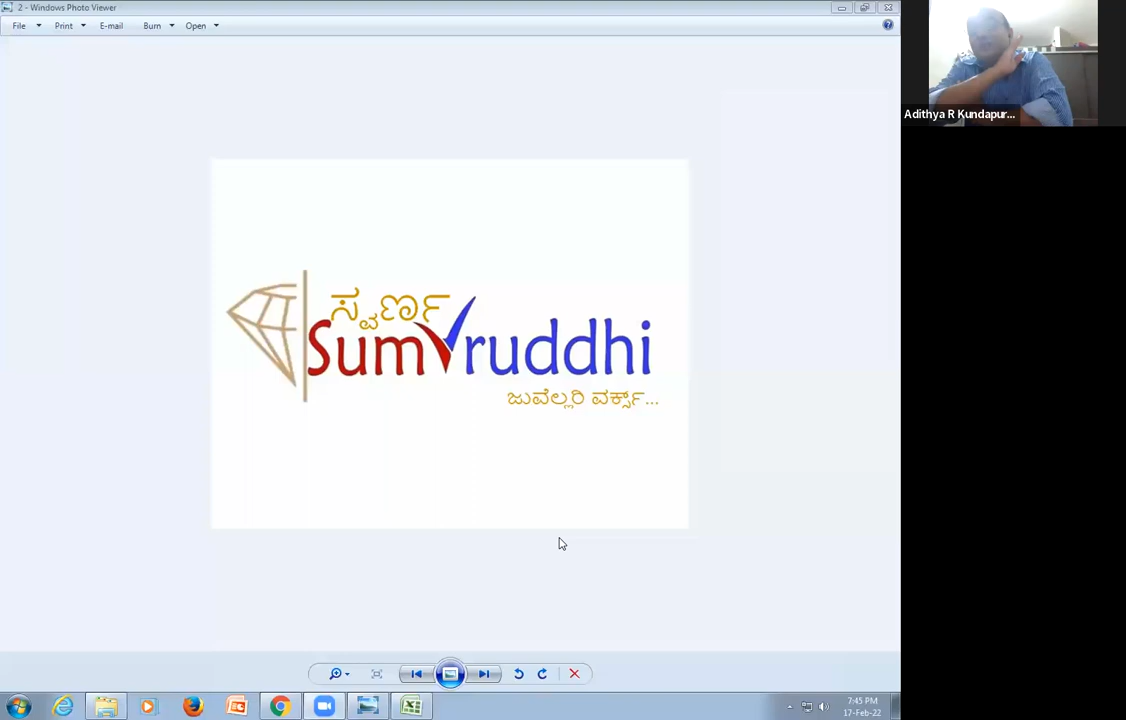 2 - Windows Photo Viewer
File Print E-mail Burn Open
Adithya R Kundapur...
ಸ್ವರ್ಣ
Sumvruddhi
ಜುವೆಲ್ಲರಿ ವರ್ಕ್ಸ್...
7:45 PM
17-Feb-22